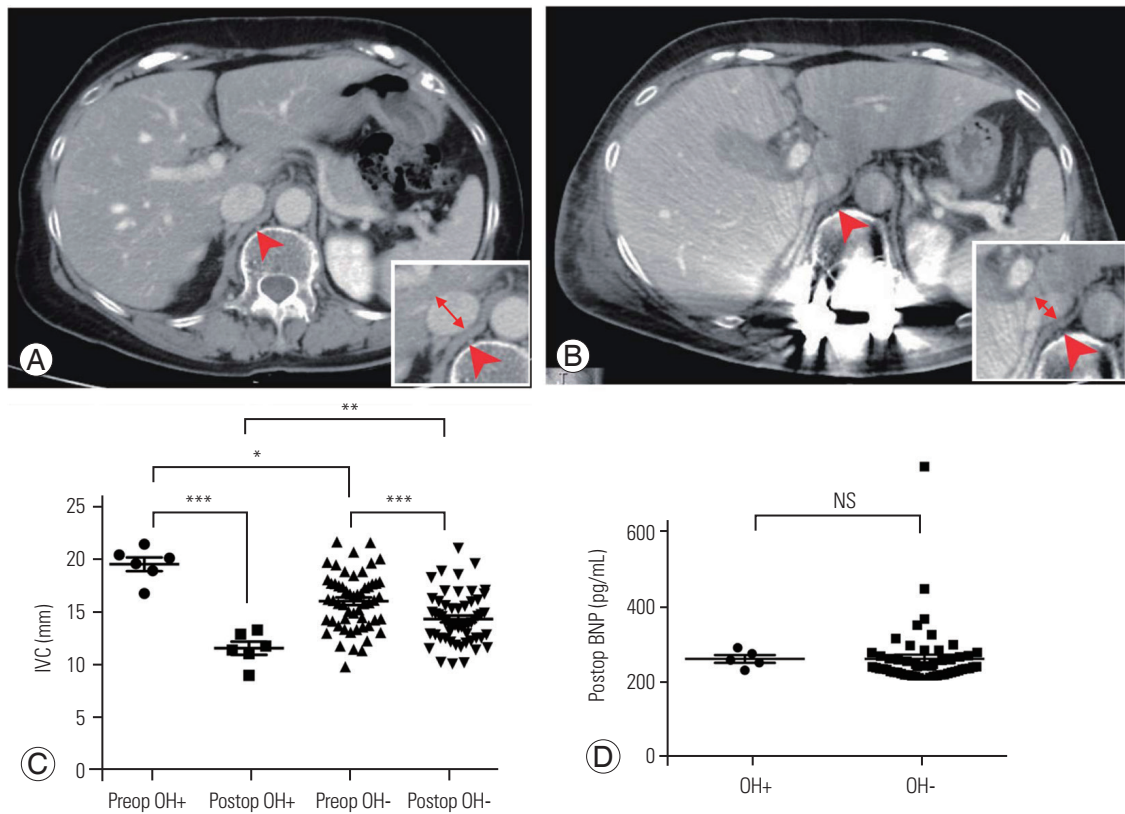 A
B
**
*
***
***
25
20
15
10
5
0
IVC (mm)
Preop OH+ Postop OH+ Preop OH- Postop OH-
C
NS
600
400
200
0
Postop BNP (pg/mL)
OH+ OH-
D